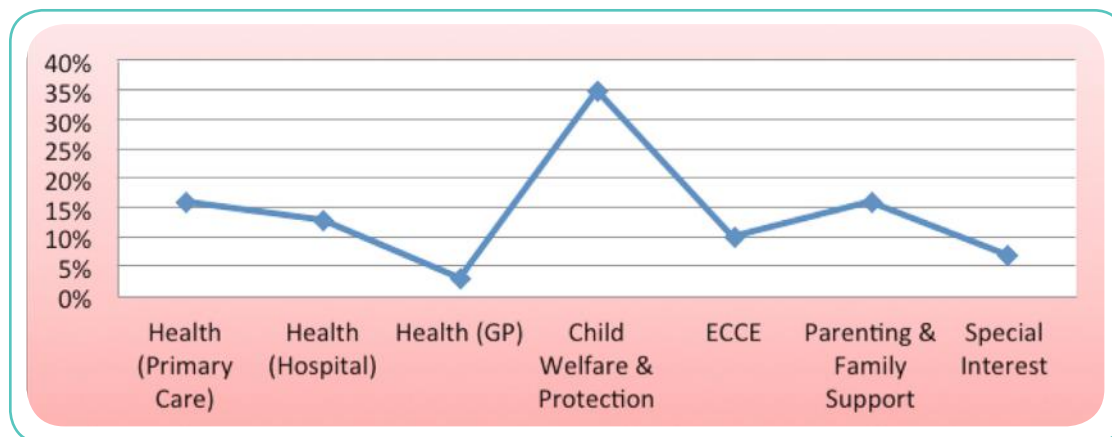 40%
35%
30%
25%
20%
15%
10%
5%
0%
Health
(Primary
Care)
Health
(Hospital)
Health (GP)
Child
Welfare &
Protection
ECCE
Parenting &
Family
Support
Special
Interest